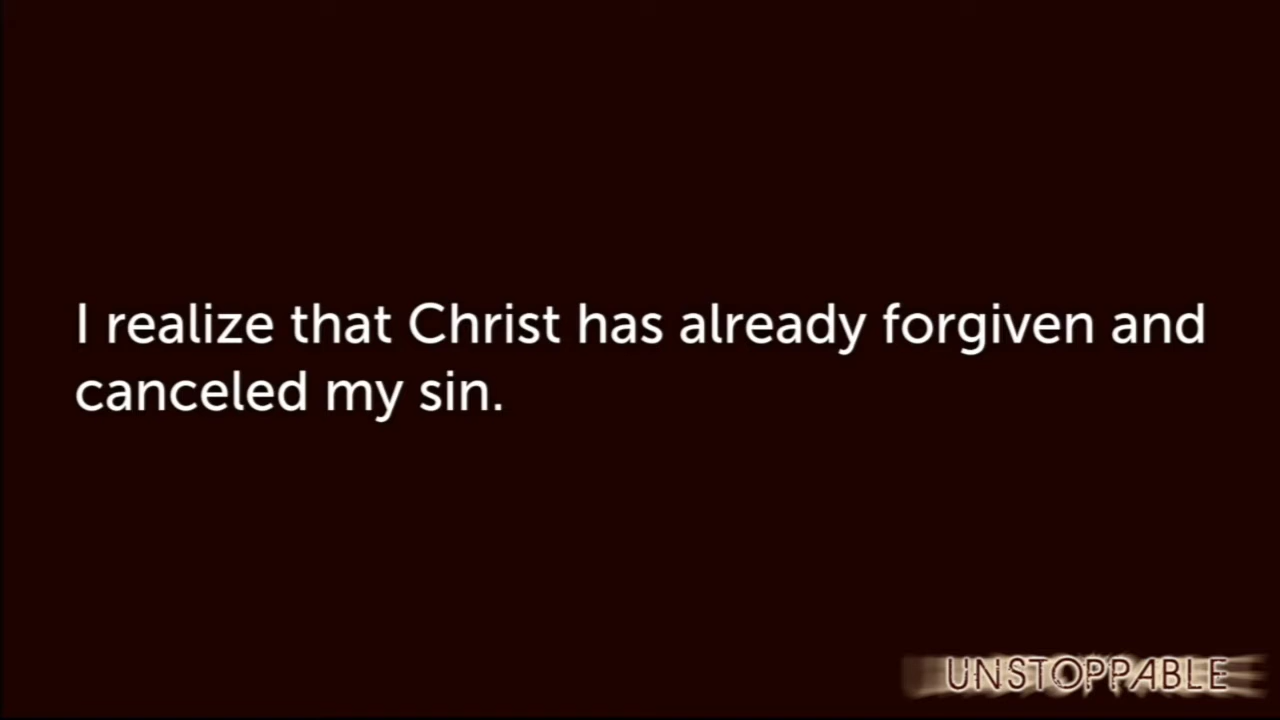 I realize that Christ has already forgiven and
canceled my sin.
UNSTOPPABLE